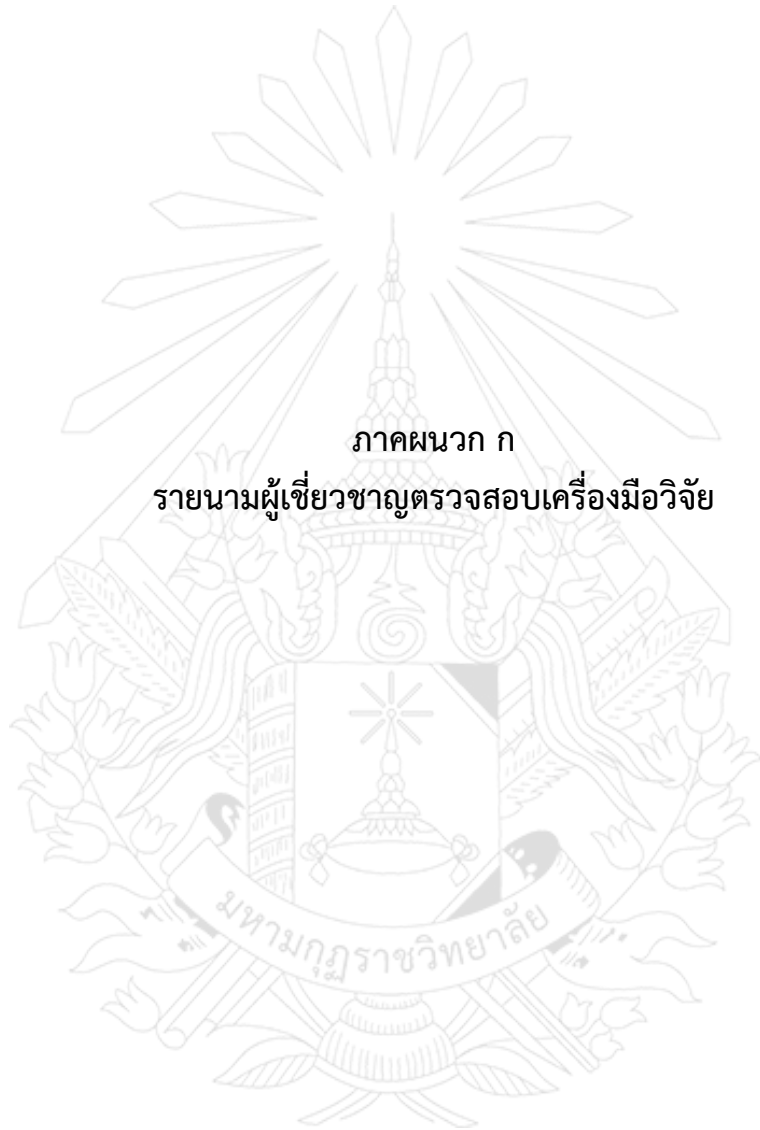 ภาคผนวก ก
รายนามผู้เชี่ยวชาญตรวจสอบเครื่องมือวิจัย
มหามกุฏราชวิทยาลัย